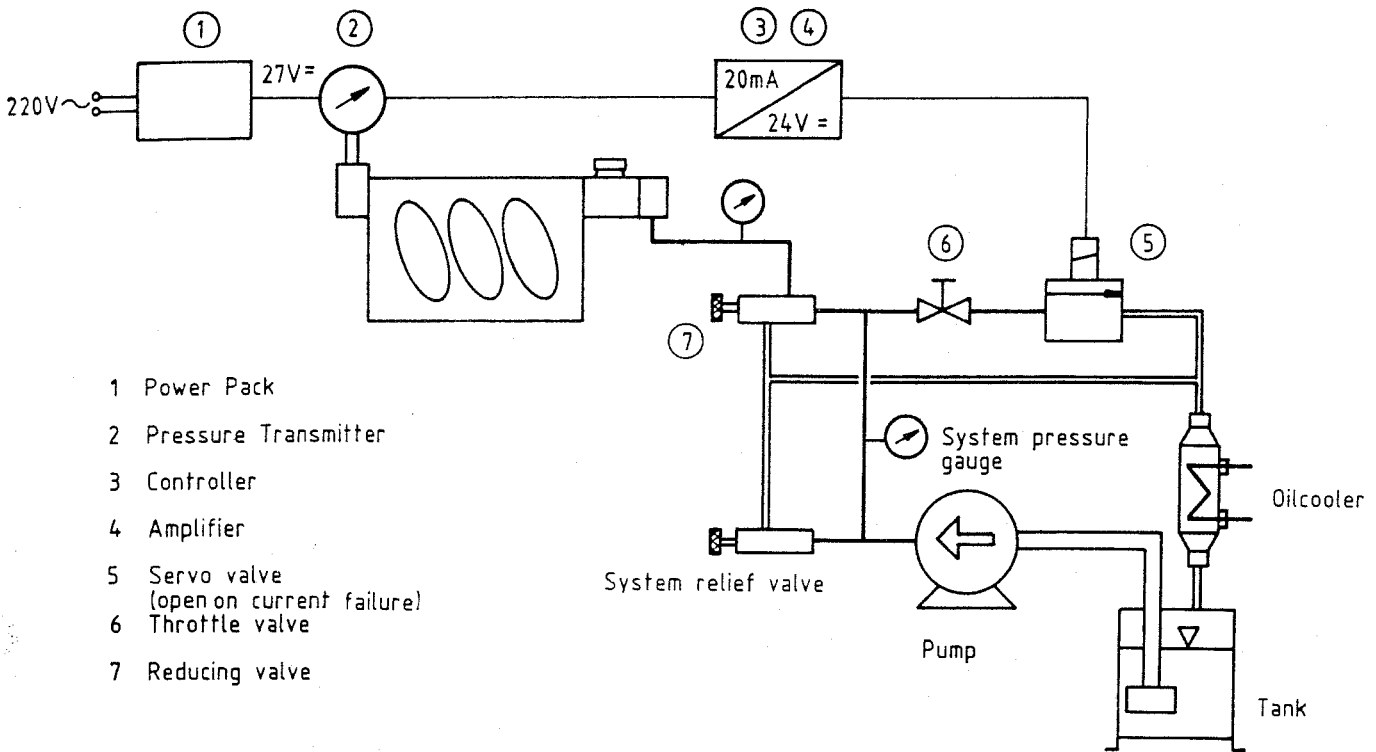 1
2
3 4
220V~
27V=
20mA
24V=
6
5
7
1 Power Pack
2 Pressure Transmitter
3 Controller
4 Amplifier
5 Servo valve
(open on current failure)
6 Throttle valve
7 Reducing valve
System pressure
gauge
Oilcooler
System relief valve
Pump
Tank